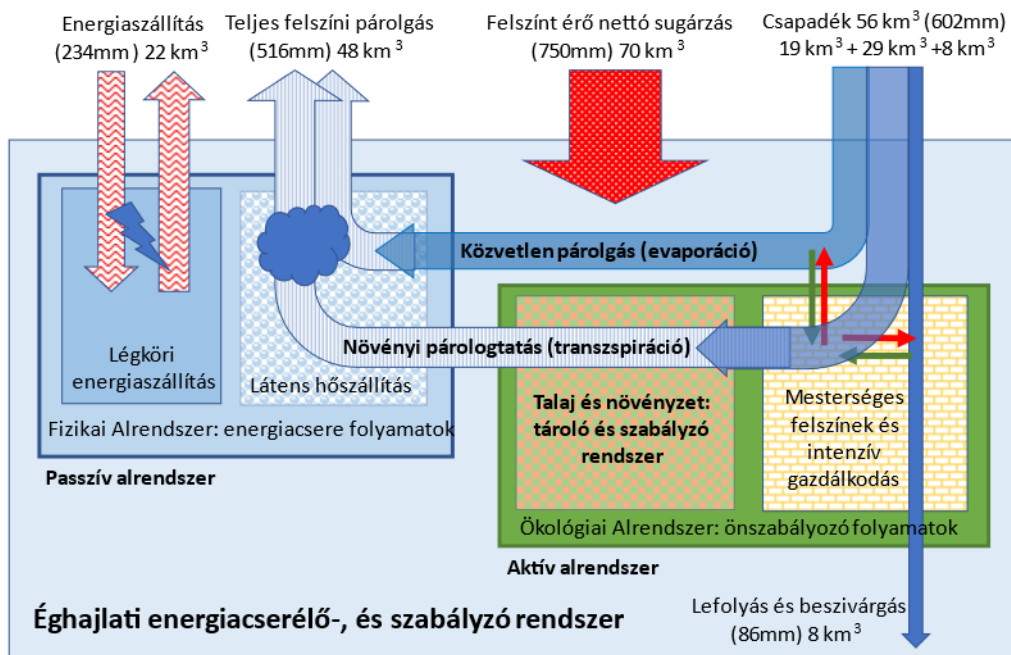 Energiaszállítás
(234mm) 22 km³
Teljes felszíni párolgás
(516mm) 48 km³
Felszínt érő nettó sugárzás
(750mm) 70 km³
Csapadék 56 km³ (602mm)
19 km³ + 29 km³ +8 km³
Közvetlen párolgás (evaporáció)
Növényi párologtatás (transzspiráció)
Légköri
energiaszállítás
Látens hőszállítás
Fizikai Alrendszer: energiacsere folyamatok
Passzív alrendszer
Talaj és növényzet:
tároló és szabályzó
rendszer
Mesterséges
felszínek és
intenzív
gazdálkodás
Ökológiai Alrendszer: önszabályozó folyamatok
Aktív alrendszer
Lefolyás és beszivárgás
(86mm) 8 km³
Éghajlati energiacserélő-, és szabályzó rendszer